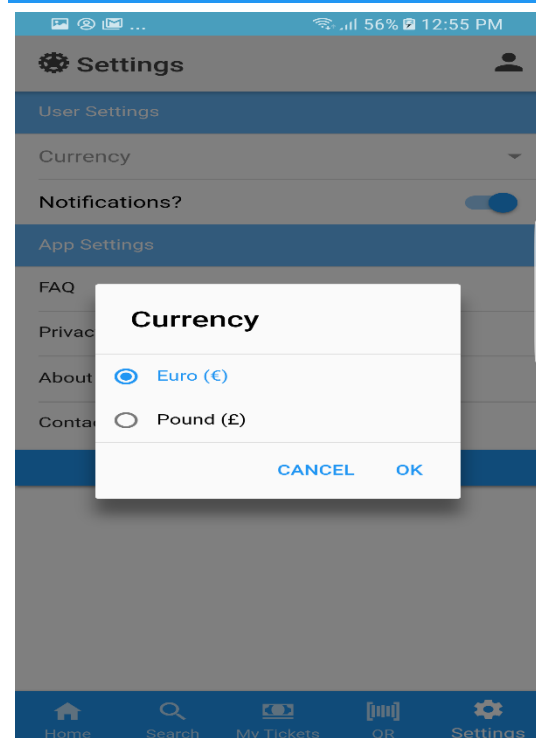 ... 56% 12:55 PM
Settings
User Settings
Currency
Notifications?
App Settings
FAQ
Privac
About
Conta
Currency
Euro (€)
Pound (£)
CANCEL OK
Home Search My Tickets QR Settings